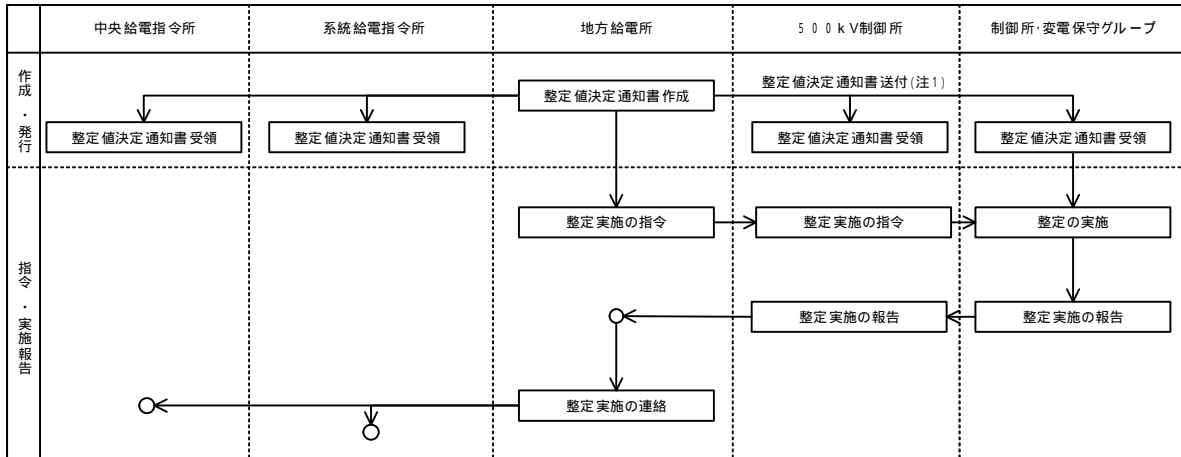 中央給電指令所
系統給電指令所
地方給電所
500kV制御所
制御所・変電保守グループ
作成・発行
整定値決定通知書作成
整定値決定通知書送付(注1)
整定値決定通知書受領
整定値決定通知書受領
整定値決定通知書受領
整定値決定通知書受領
指令・実施報告
整定実施の指令
整定実施の指令
整定の実施
整定実施の報告
整定実施の報告
整定実施の連絡